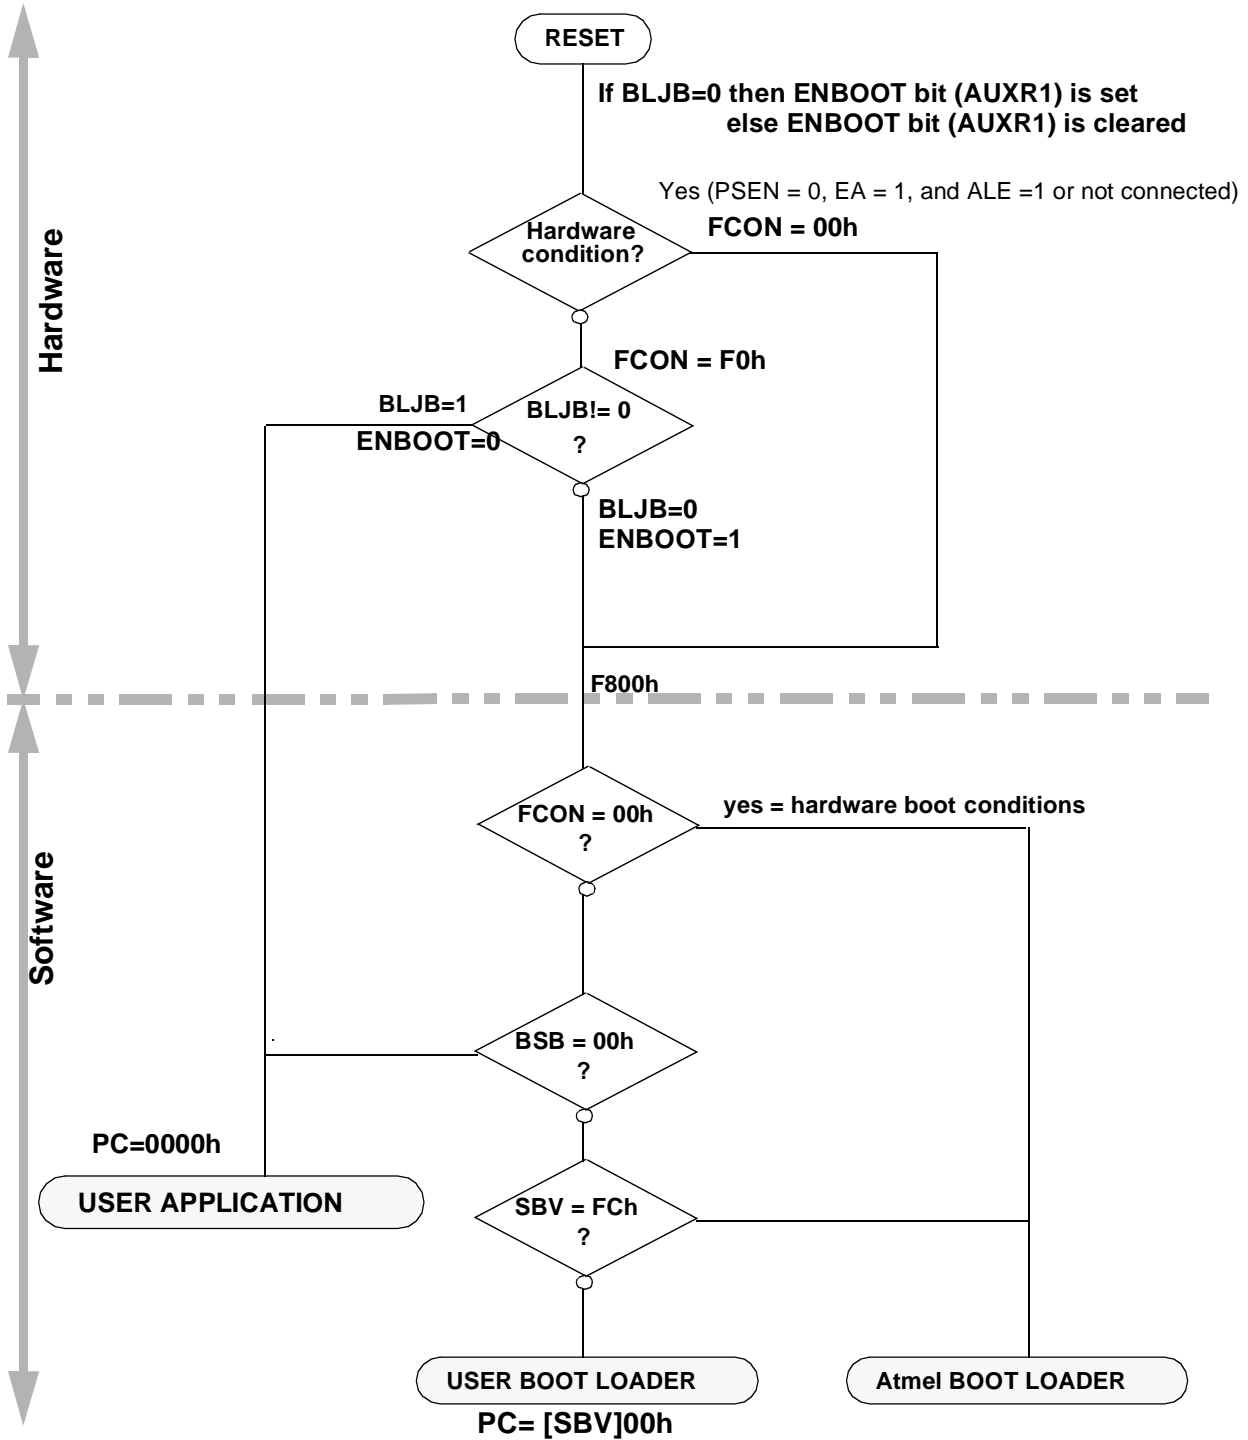 RESET
If BLJB=0 then ENBOOT bit (AUXR1) is set
else ENBOOT bit (AUXR1) is cleared
Yes (PSEN = 0, EA = 1, and ALE =1 or not connected)
FCON = 00h
Hardware
condition?
Hardware
FCON = F0h
BLJB=1
ENBOOT=0
BLJB!= 0
?
BLJB=0
ENBOOT=1
F800h
FCON = 00h
?
yes = hardware boot conditions
Software
BSB = 00h
?
PC=0000h
USER APPLICATION
SBV = FCh
?
USER BOOT LOADER
PC= [SBV]00h
Atmel BOOT LOADER